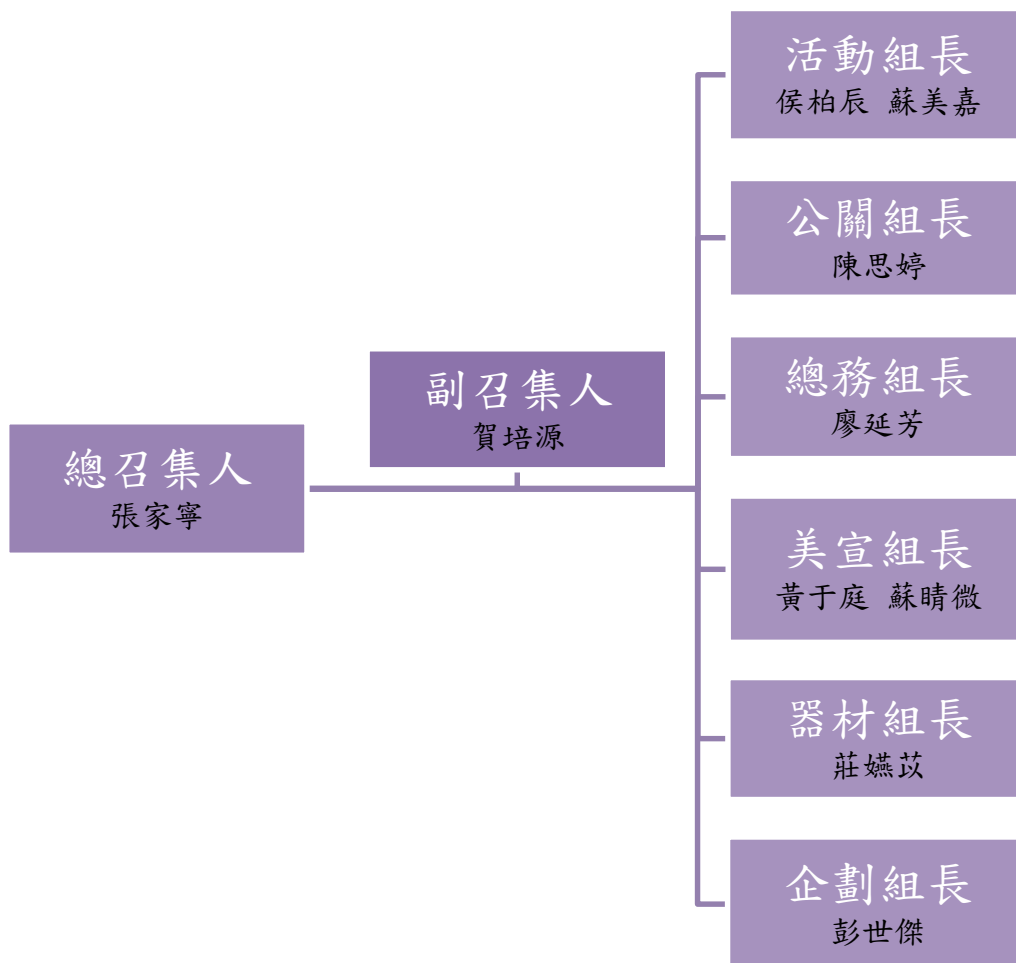 總召集人
張家寧
副召集人
賀培源
活動組長
侯柏辰 蘇美嘉
公關組長
陳思婷
總務組長
廖延芳
美宣組長
黃于庭 蘇晴微
器材組長
莊嬿苡
企劃組長
彭世傑